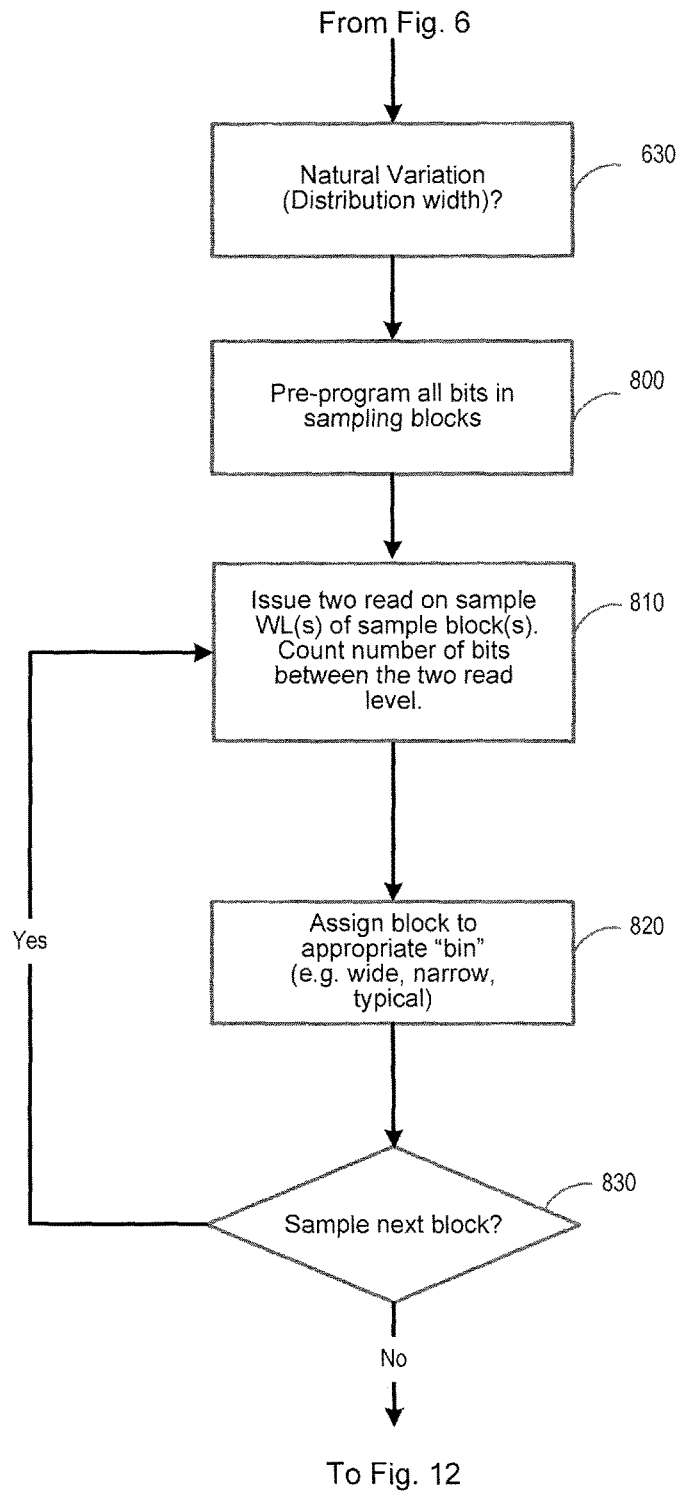 From Fig. 6
Natural Variation
(Distribution width)?
630
Pre-program all bits in
sampling blocks
800
Issue two read on sample
WL(s) of sample block(s).
Count number of bits
between the two read
level.
810
Assign block to
appropriate “bin”
(e.g. wide, narrow,
typical)
820
Yes
Sample next block?
830
No
To Fig. 12